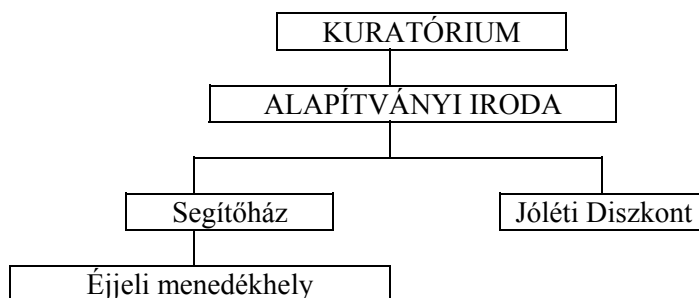 KURATÓRIUM
ALAPÍTVÁNYI IRODA
Segítőház
Jóléti Diszkont
Éjjeli menedékhely